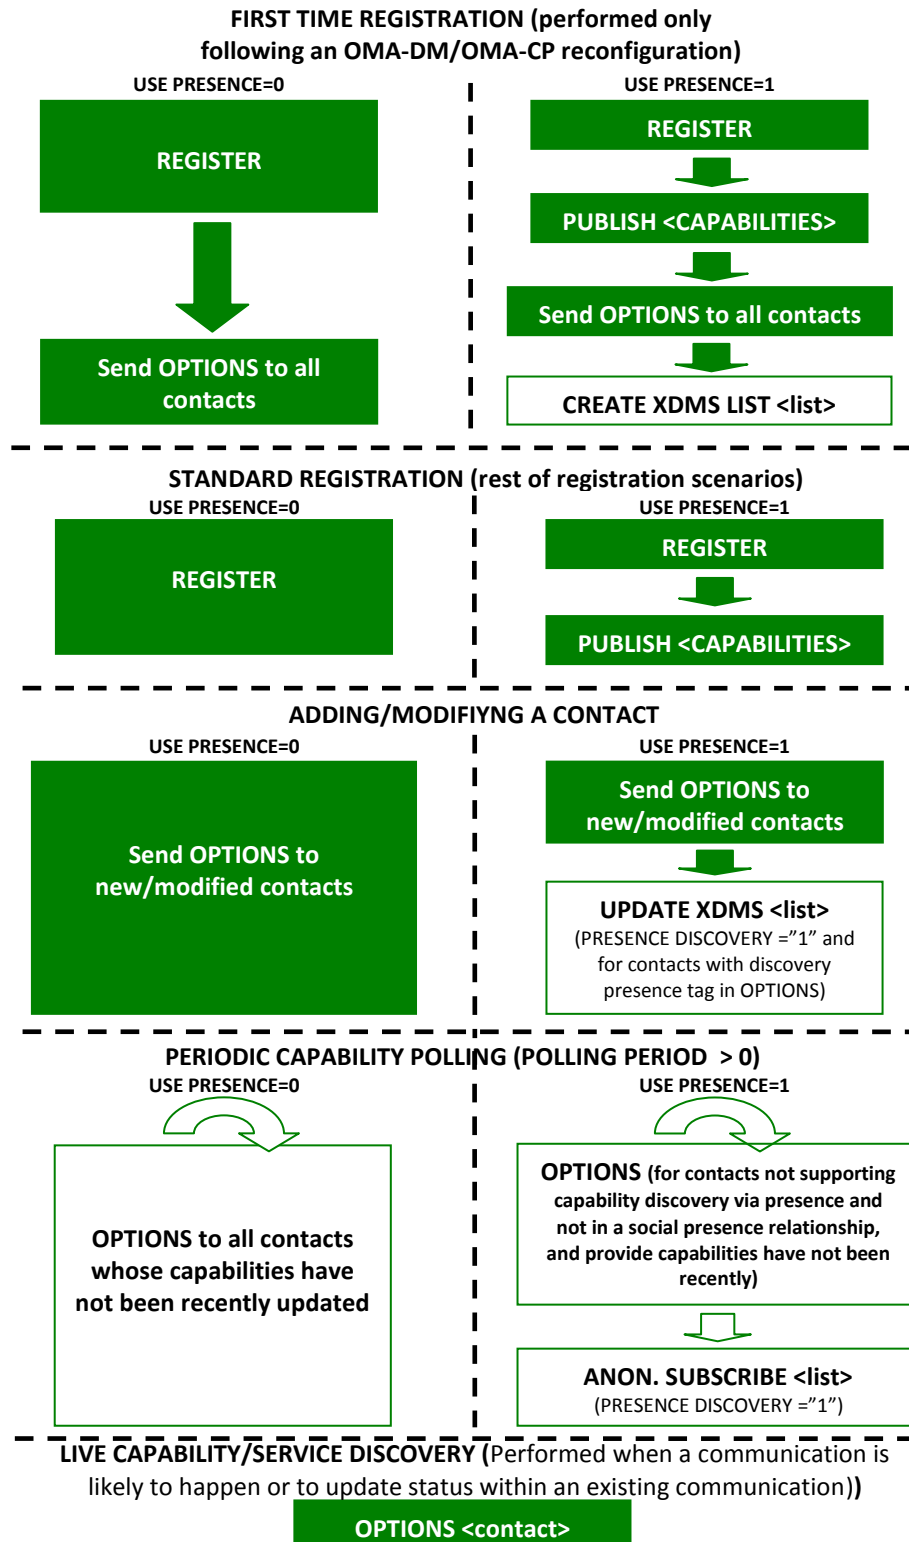 FIRST TIME REGISTRATION (performed only
following an OMA-DM/OMA-CP reconfiguration)
USE PRESENCE=0
REGISTER
Send OPTIONS to all
contacts
USE PRESENCE=1
REGISTER
PUBLISH <CAPABILITIES>
Send OPTIONS to all contacts
CREATE XDMS LIST <list>
STANDARD REGISTRATION (rest of registration scenarios)
USE PRESENCE=0
REGISTER
USE PRESENCE=1
REGISTER
PUBLISH <CAPABILITIES>
ADDING/MODIFIYNG A CONTACT
USE PRESENCE=0
Send OPTIONS to
new/modified contacts
USE PRESENCE=1
Send OPTIONS to
new/modified contacts
UPDATE XDMS <list>
(PRESENCE DISCOVERY =”1” and
for contacts with discovery
presence tag in OPTIONS)
PERIODIC CAPABILITY POLLING (POLLING PERIOD > 0)
USE PRESENCE=0
OPTIONS to all contacts
whose capabilities have
not been recently updated
USE PRESENCE=1
OPTIONS (for contacts not supporting
capability discovery via presence and
not in a social presence relationship,
and provide capabilities have not been
recently)
ANON. SUBSCRIBE <list>
(PRESENCE DISCOVERY =”1”)
LIVE CAPABILITY/SERVICE DISCOVERY (Performed when a communication is
likely to happen or to update status within an existing communication))
OPTIONS <contact>